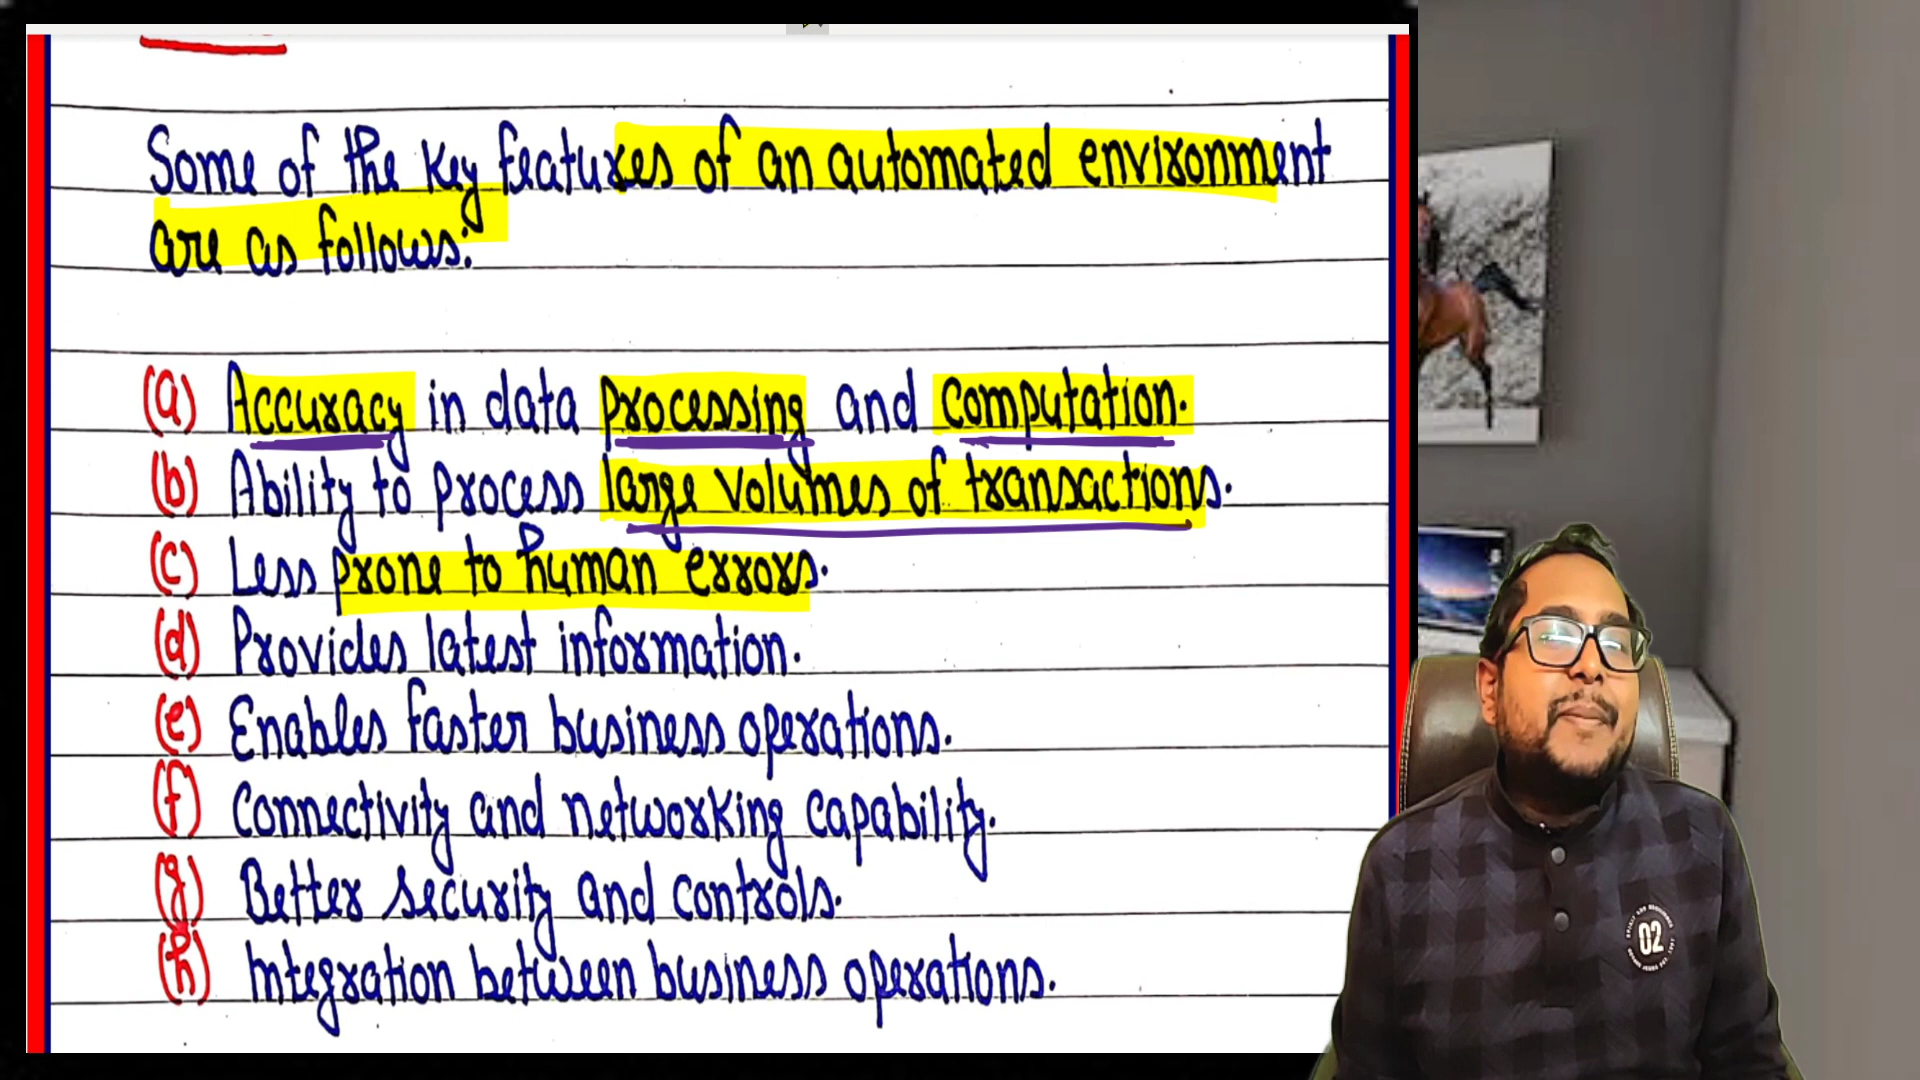 Some of the key features of an automated environment
are as follows:
(a) Accuracy in data processing and computation.
(b) Ability to process large volumes of transactions.
(c) Less prone to human errors.
(d) Provides latest information.
(e) Enables faster business operations.
(f) Connectivity and networking capability.
(g) Better security and controls.
(h) Integration between business operations.
02